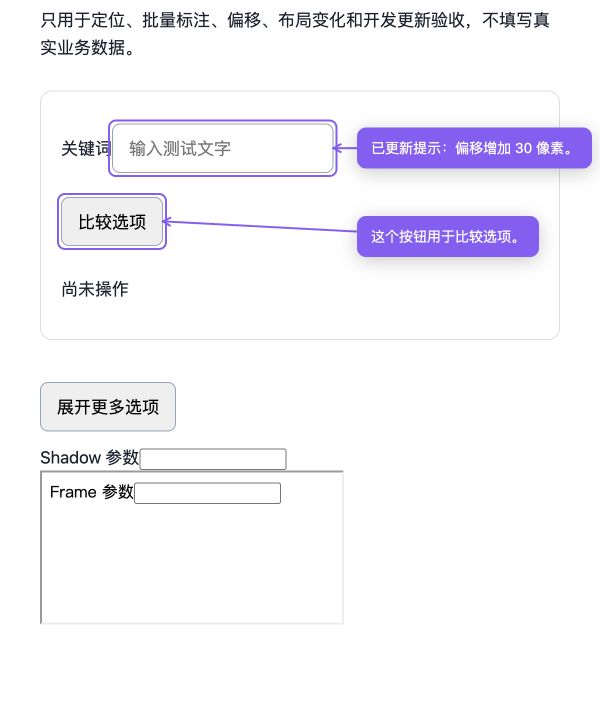 只用于定位、批量标注、偏移、布局变化和开发更新验收，不填写真
实业务数据。
关键词 输入测试文字 已更新提示：偏移增加 30 像素。
比较选项 这个按钮用于比较选项。
尚未操作
展开更多选项
Shadow 参数
Frame 参数